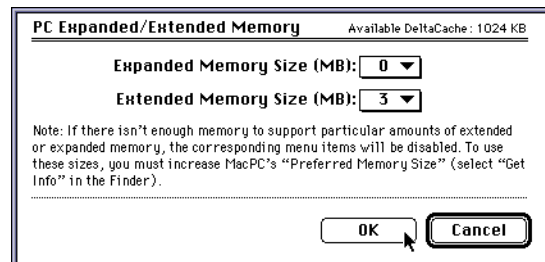 PC Expanded/Extended Memory Available DeltaCache: 1024 KB
Expanded Memory Size (MB): 0
Extended Memory Size (MB): 3
Note: If there isn't enough memory to support particular amounts of extended
or expanded memory, the corresponding menu items will be disabled. To use
these sizes, you must increase MacPC's “Preferred Memory Size” (select “Get
Info” in the Finder).
OK Cancel